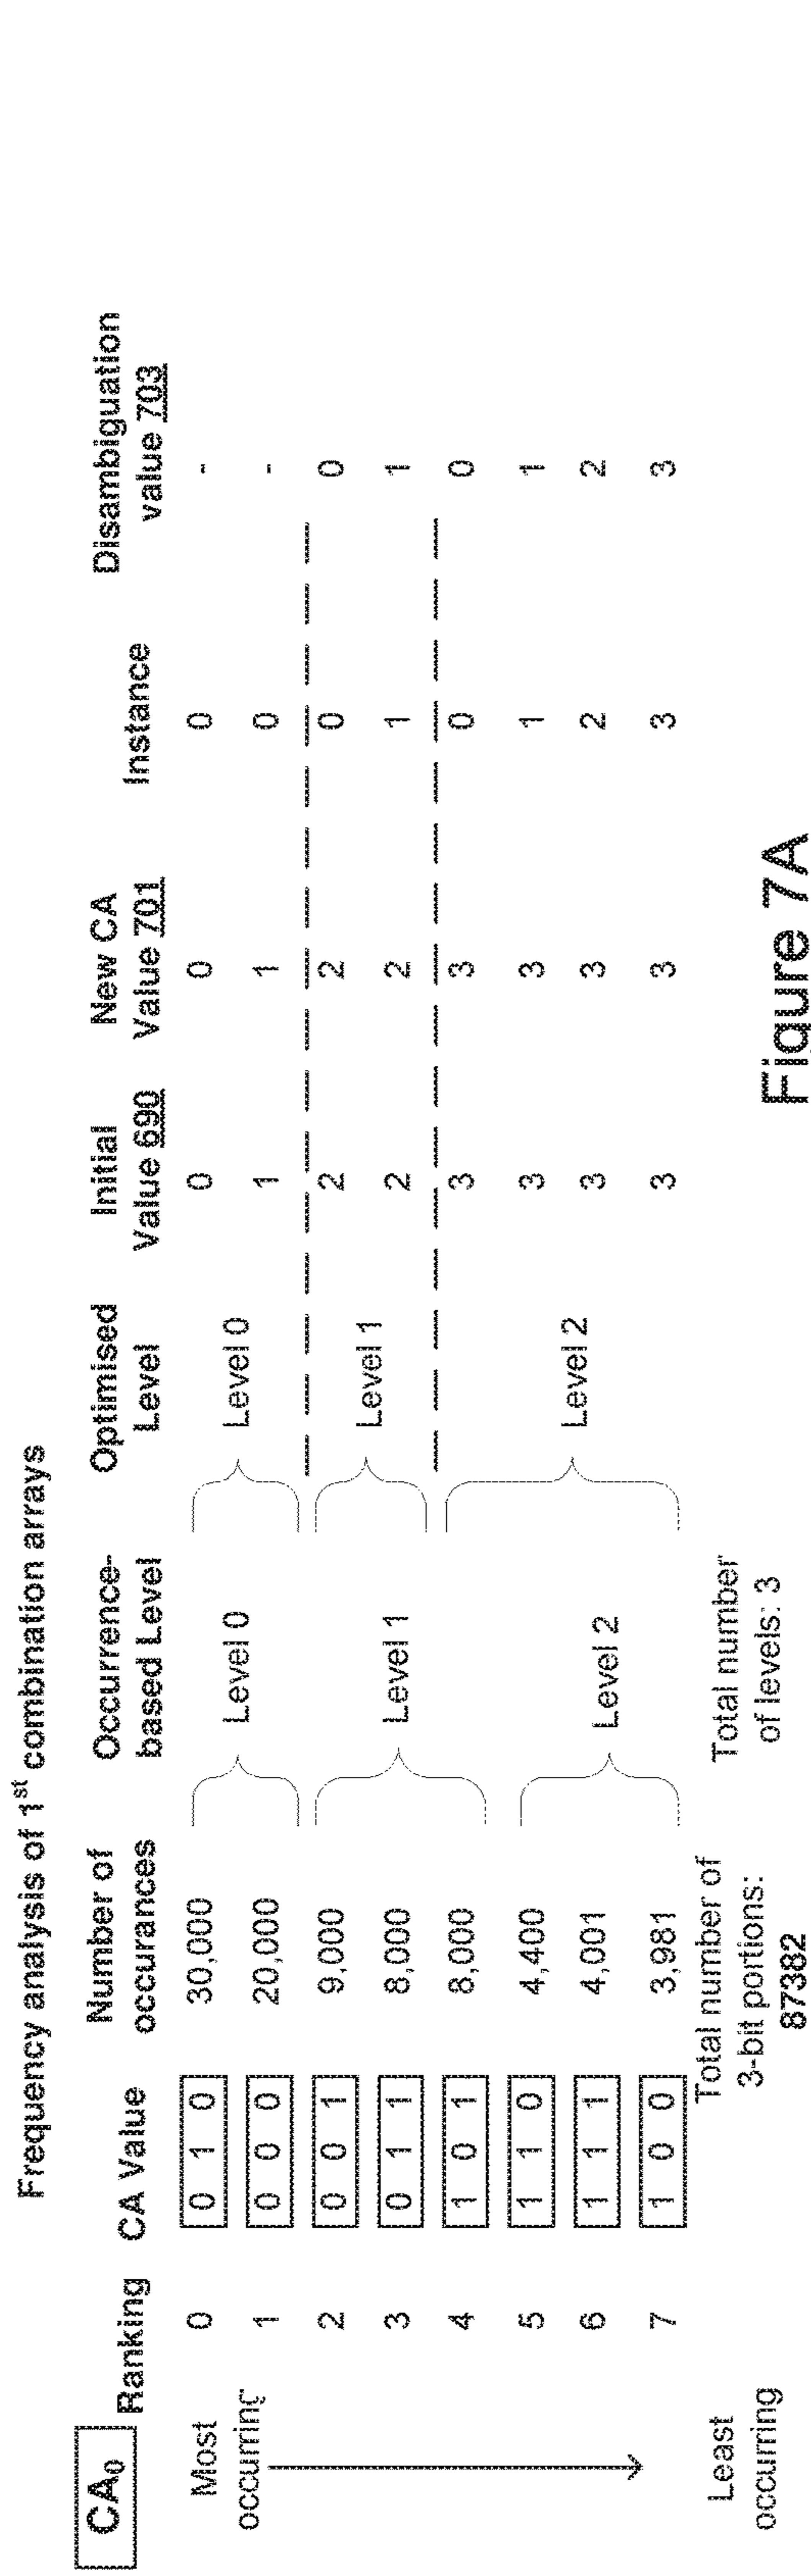 Frequency analysis of 1st combination arrays
CA0
Ranking CA Value Number of occurances Occurrence-based Level Optimised Level Initial Value 690 New CA Value 701 Instance Disambiguation value 703
Most occurring
0 0 1 0 30,000 0 0 0 -
1 0 0 0 20,000 1 1 0 -
Level 0 Level 0
2 0 0 1 9,000 2 2 0 0
3 0 1 1 8,000 2 2 1 1
Level 1 Level 1
4 1 0 1 8,000 3 3 0 0
5 1 1 0 4,400 3 3 1 1
6 1 1 1 4,001 3 3 2 2
Level 2 Level 2
7 1 0 0 3,981 3 3 3 3
Least occurring
Total number of 3-bit portions: 87382
Total number of levels: 3
Figure 7A